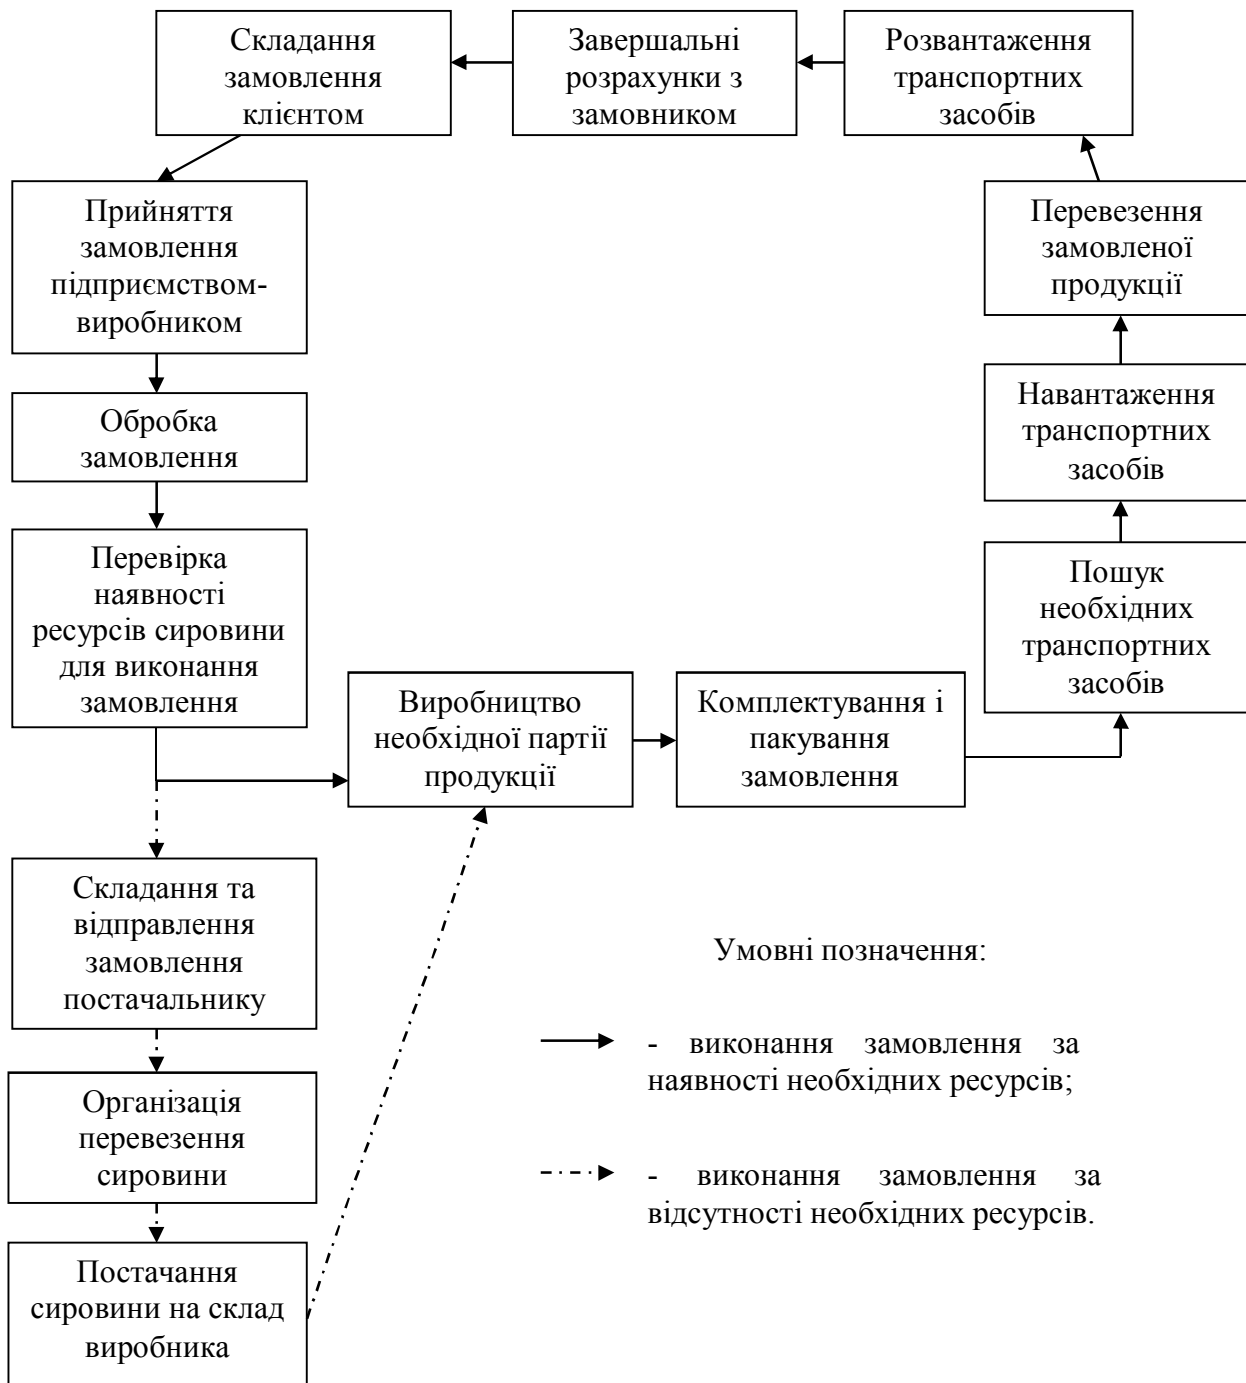 Складання
замовлення
клієнтом
Завершальні
розрахунки з
замовником
Розвантаження
транспортних
засобів
Прийняття
замовлення
підприємством-
виробником
Перевезення
замовленої
продукції
Обробка
замовлення
Навантаження
транспортних
засобів
Перевірка
наявності
ресурсів сировини
для виконання
замовлення
Пошук
необхідних
транспортних
засобів
Виробництво
необхідної партії
продукції
Комплектування і
пакування
замовлення
Складання та
відправлення
замовлення
постачальнику
Організація
перевезення
сировини
Постачання
сировини на склад
виробника
Умовні позначення:
- виконання замовлення за
наявності необхідних ресурсів;
- виконання замовлення за
відсутності необхідних ресурсів.